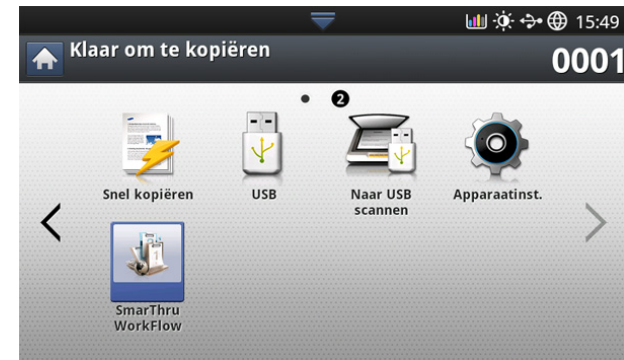 15:49
Klaar om te kopiëren
0001
2
Snel kopiëren
USB
Naar USB
scannen
Apparaatinst.
SmarThru
WorkFlow